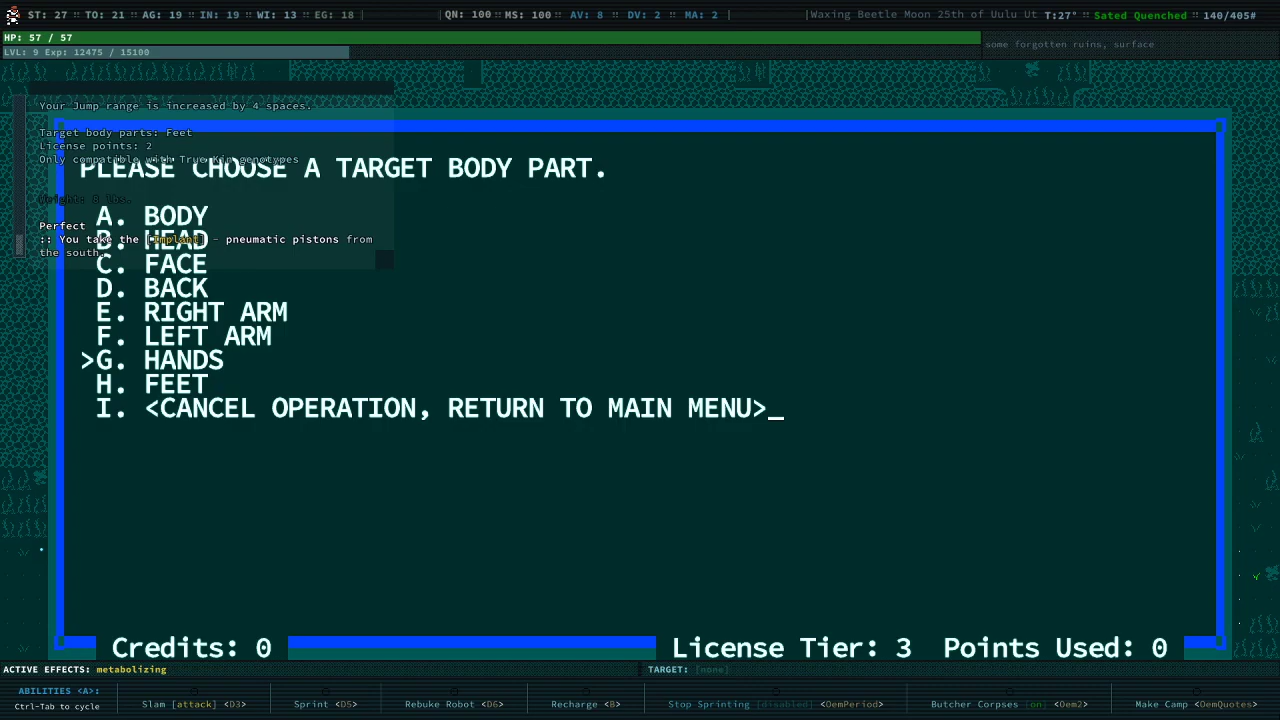 ST: 27 :: TO: 21 :: AG: 19 :: IN: 19 :: WI: 13 :: EG: 18 | | QN: 100 :: MS: 100 :: AV: 8 :: DV: 2 :: MA: 2 | |Waxing Beetle Moon 25th of Uulu Ut T:27° :: Sated Quenched :: 140/405#
HP: 57 / 57
LVL: 9 Exp: 12475 / 15100
some forgotten ruins, surface
Your Jump range is increased by 4 spaces.
Target body parts: Feet
License points: 2
Only compatible with True Kin genotypes
PLEASE CHOOSE A TARGET BODY PART.
Weight: 5 lbs.
Perfect
:: You take the [Implant] - pneumatic pistons from
the south.
A. BODY
B. HEAD
C. FACE
D. BACK
E. RIGHT ARM
F. LEFT ARM
>G. HANDS
H. FEET
I. <CANCEL OPERATION, RETURN TO MAIN MENU>_
Credits: 0 License Tier: 3 Points Used: 0
ACTIVE EFFECTS: metabolizing TARGET: [none]
ABILITIES <A>:
Ctrl-Tab to cycle
Slam [attack] <D3> Sprint <D5> Rebuke Robot <D6> Recharge <B> Stop Sprinting [disabled] <OemPeriod> Butcher Corpses [on] <Oem2> Make Camp <OemQuotes>